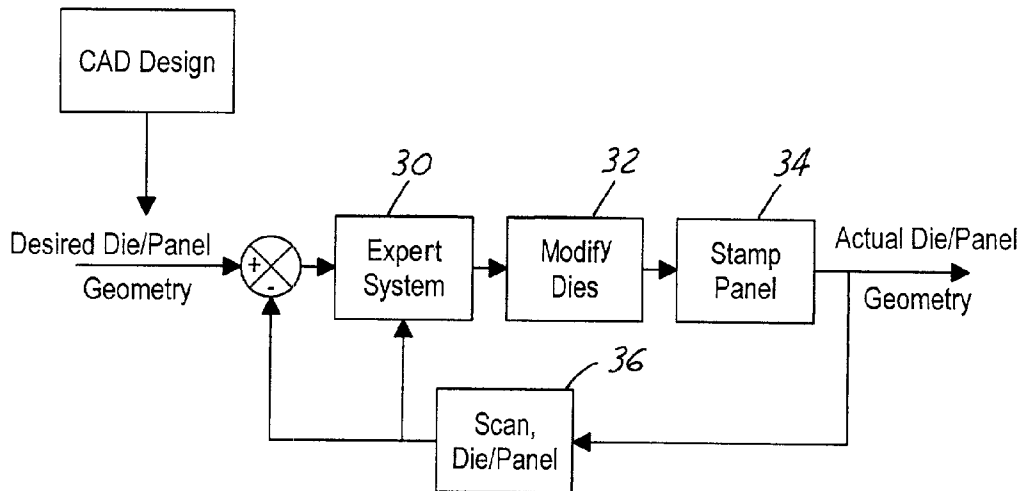 CAD Design
30
32
34
Desired Die/Panel
Geometry
+
-
Expert
System
Modify
Dies
Stamp
Panel
Actual Die/Panel
Geometry
36
Scan,
Die/Panel